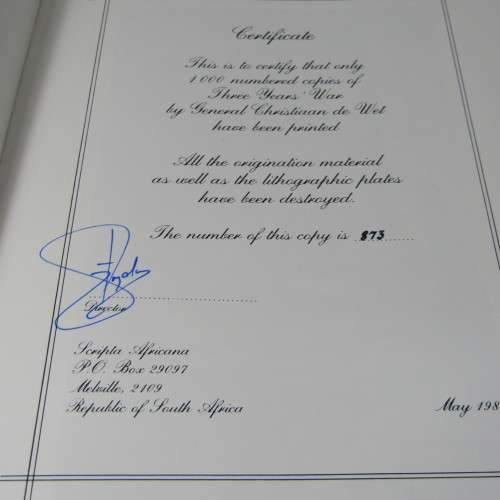 Certificate
This is to certify that only
1 000 numbered copies of
Three Years' War
by General Christiaan de Wet
have been printed
All the origination material
as well as the lithographic plates
have been destroyed.
The number of this copy is 873
Director
Scripta Africana
P.O. Box 29097
Melville, 2109
Republic of South Africa
May 198